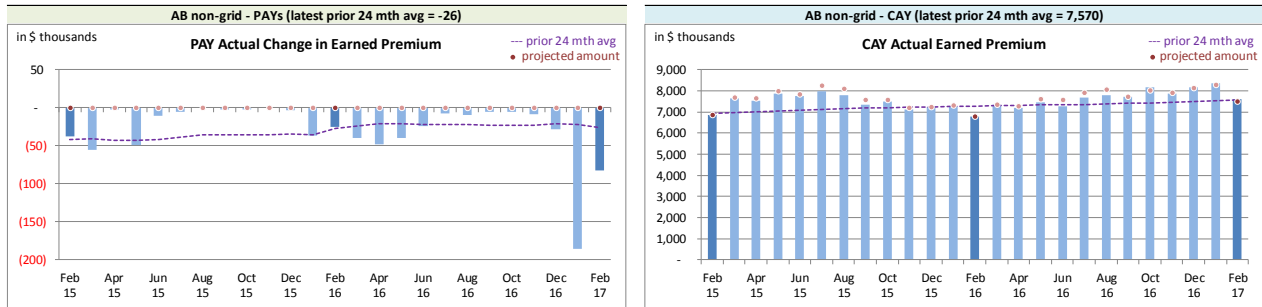 AB non-grid - PAYs (latest prior 24 mth avg = -26)
in $ thousands
PAY Actual Change in Earned Premium
--- prior 24 mth avg
● projected amount
50
-
(50)
(100)
(150)
(200)
Feb Apr Jun Aug Oct Dec Feb Apr Jun Aug Oct Dec Feb
15 15 15 15 15 15 16 16 16 16 16 16 17
AB non-grid - CAY (latest prior 24 mth avg = 7,570)
in $ thousands
CAY Actual Earned Premium
--- prior 24 mth avg
● projected amount
9,000
8,000
7,000
6,000
5,000
4,000
3,000
2,000
1,000
-
Feb Apr Jun Aug Oct Dec Feb Apr Jun Aug Oct Dec Feb
15 15 15 15 15 15 16 16 16 16 16 16 17